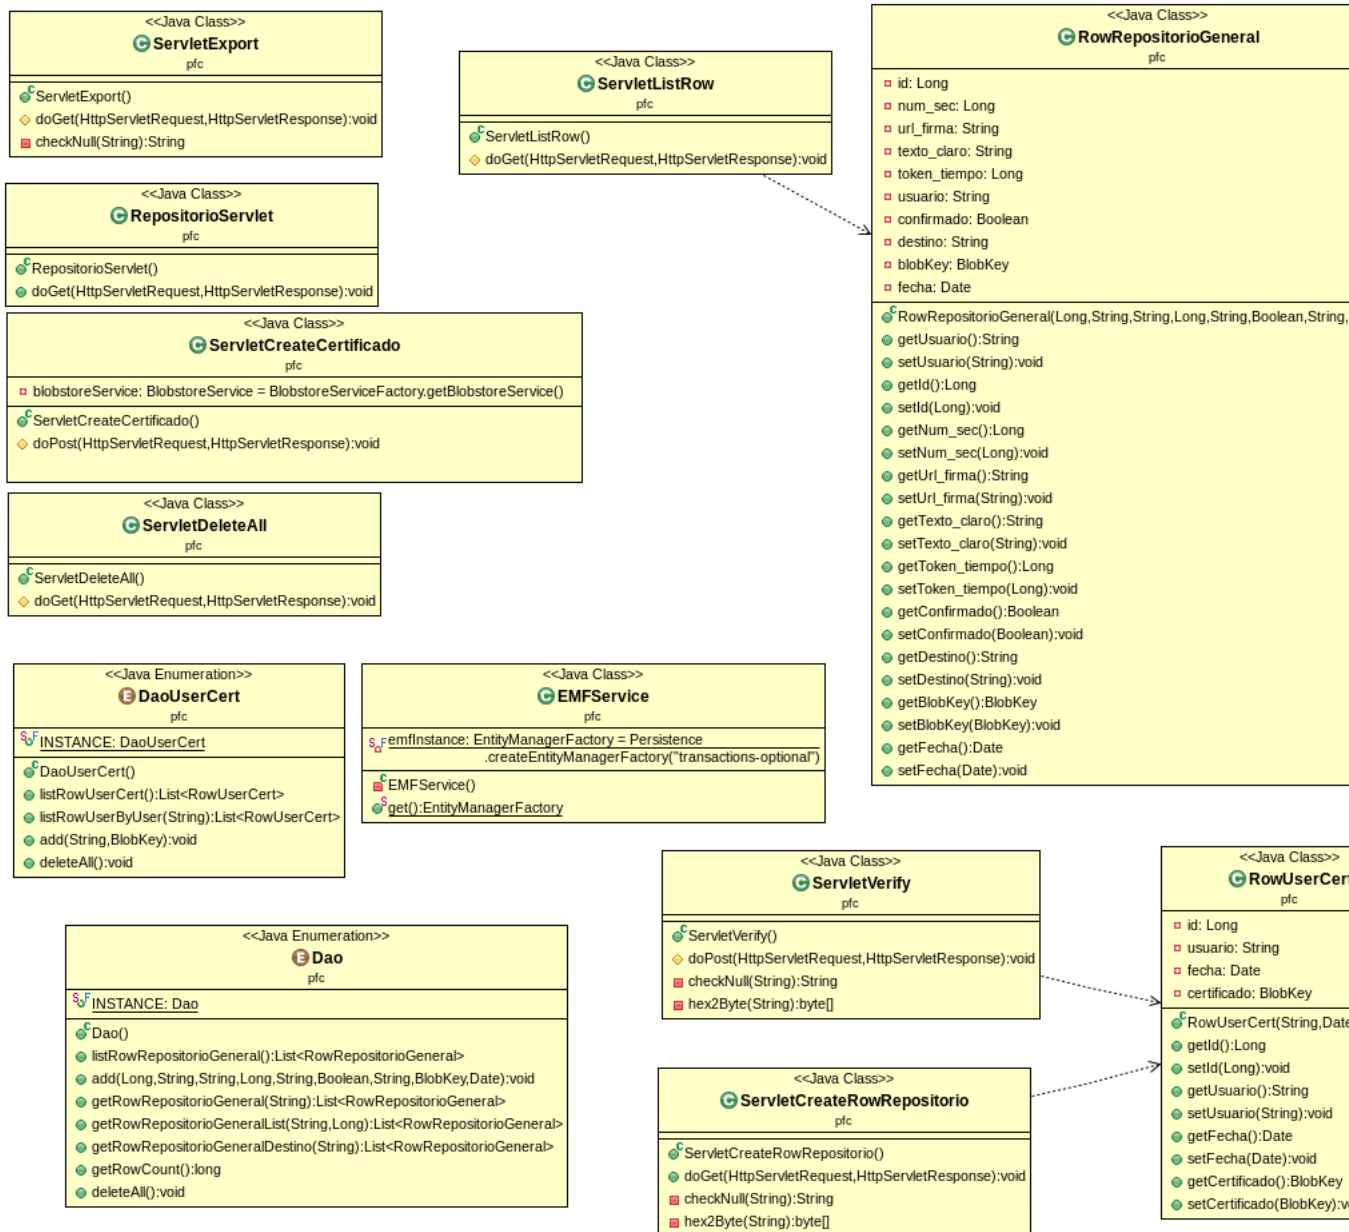 <<Java Class>>
ServletExport
pfc
ServletExport()
doGet(HttpServletRequest,HttpServletResponse):void
checkNull(String):String
<<Java Class>>
ServletListRow
pfc
ServletListRow()
doGet(HttpServletRequest,HttpServletResponse):void
<<Java Class>>
RowRepositorioGeneral
pfc
id: Long
num_sec: Long
url_firma: String
texto_claro: String
token_tiempo: Long
usuario: String
confirmado: Boolean
destino: String
blobKey: BlobKey
fecha: Date
RowRepositorioGeneral(Long,String,String,Long,String,Boolean,String,
getUsuario():String
setUsuario(String):void
getId():Long
setId(Long):void
getNum_sec():Long
setNum_sec(Long):void
getUrl_firma():String
setUrl_firma(String):void
getTexto_claro():String
setTexto_claro(String):void
getToken_tiempo():Long
setToken_tiempo(Long):void
getConfirmado():Boolean
setConfirmado(Boolean):void
getDestino():String
setDestino(String):void
getBlobKey():BlobKey
setBlobKey(BlobKey):void
getFecha():Date
setFecha(Date):void
<<Java Class>>
RepositorioServlet
pfc
RepositorioServlet()
doGet(HttpServletRequest,HttpServletResponse):void
<<Java Class>>
ServletCreateCertificado
pfc
blobstoreService: BlobstoreService = BlobstoreServiceFactory.getBlobstoreService()
ServletCreateCertificado()
doPost(HttpServletRequest,HttpServletResponse):void
<<Java Class>>
ServletDeleteAll
pfc
ServletDeleteAll()
doGet(HttpServletRequest,HttpServletResponse):void
<<Java Enumeration>>
DaoUserCert
pfc
INSTANCE: DaoUserCert
DaoUserCert()
listRowUserCert():List<RowUserCert>
listRowUserByUser(String):List<RowUserCert>
add(String,BlobKey):void
deleteAll():void
<<Java Class>>
EMFService
pfc
emfInstance: EntityManagerFactory = Persistence
.createEntityManagerFactory("transactions-optional")
EMFService()
get():EntityManagerFactory
<<Java Enumeration>>
Dao
pfc
INSTANCE: Dao
Dao()
listRowRepositorioGeneral():List<RowRepositorioGeneral>
add(Long,String,String,Long,String,Boolean,String,BlobKey,Date):void
getRowRepositorioGeneral(String):List<RowRepositorioGeneral>
getRowRepositorioGeneralList(String,Long):List<RowRepositorioGeneral>
getRowRepositorioGeneralDestino(String):List<RowRepositorioGeneral>
getRowCount():long
deleteAll():void
<<Java Class>>
ServletVerify
pfc
ServletVerify()
doPost(HttpServletRequest,HttpServletResponse):void
checkNull(String):String
hex2Byte(String):byte[]
<<Java Class>>
ServletCreateRowRepositorio
pfc
ServletCreateRowRepositorio()
doGet(HttpServletRequest,HttpServletResponse):void
checkNull(String):String
hex2Byte(String):byte[]
<<Java Class>>
RowUserCert
pfc
id: Long
usuario: String
fecha: Date
certificado: BlobKey
RowUserCert(String,Date
getId():Long
setId(Long):void
getUsuario():String
setUsuario(String):void
getFecha():Date
setFecha(Date):void
getCertificado():BlobKey
setCertificado(BlobKey):v